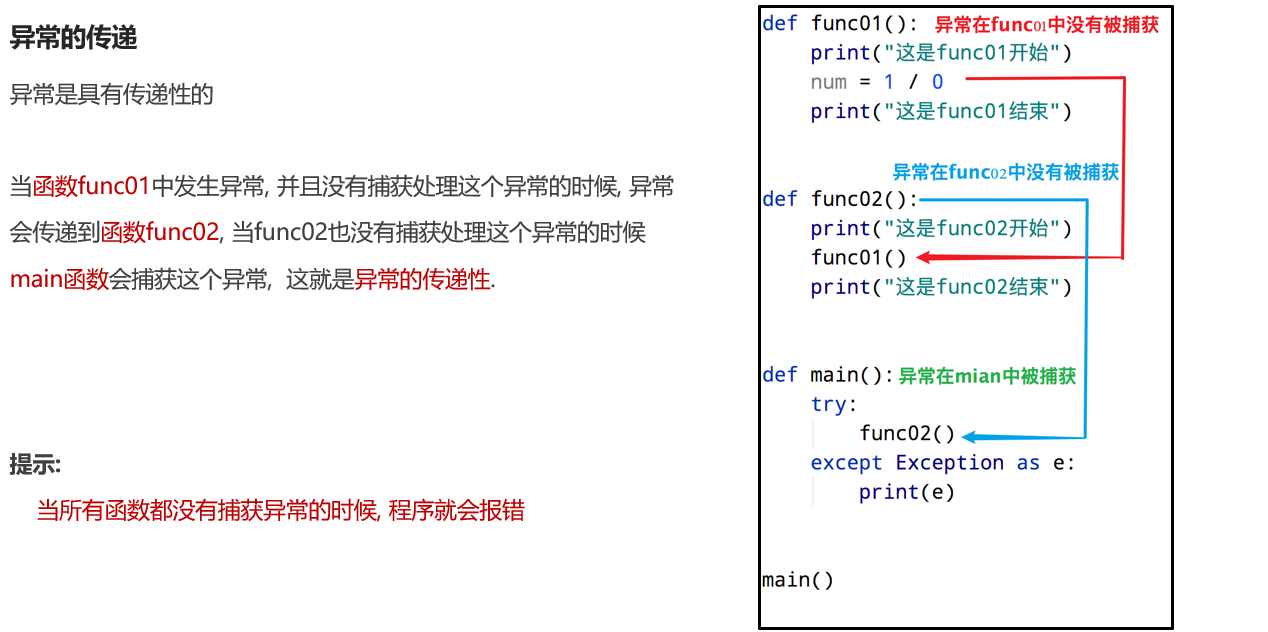 异常的传递
异常是具有传递性的
当函数func01中发生异常, 并且没有捕获处理这个异常的时候, 异常
会传递到函数func02, 当func02也没有捕获处理这个异常的时候
main函数会捕获这个异常, 这就是异常的传递性.
提示:
当所有函数都没有捕获异常的时候, 程序就会报错
def func01(): 异常在func01中没有被捕获
print("这是func01开始")
num = 1 / 0
print("这是func01结束")
异常在func02中没有被捕获
def func02():
print("这是func02开始")
func01()
print("这是func02结束")
def main(): 异常在mian中被捕获
try:
func02()
except Exception as e:
print(e)
main()